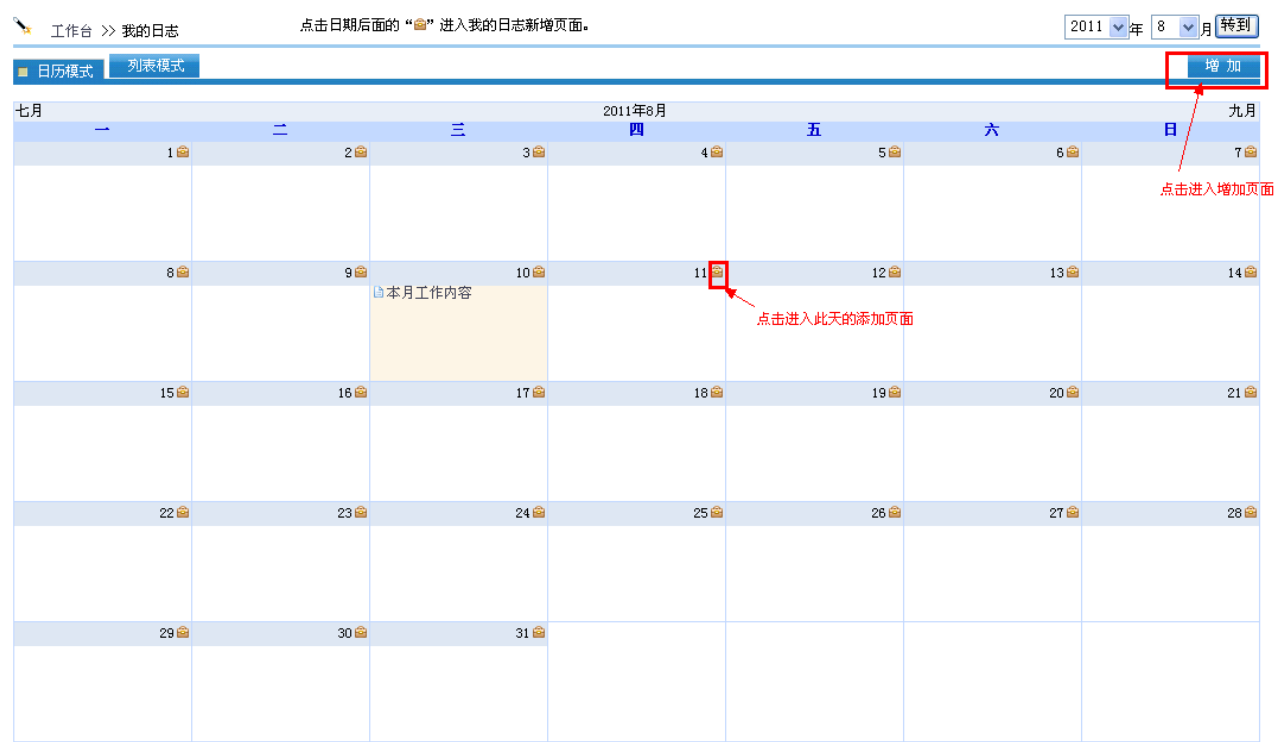 工作台 >> 我的日志
点击日期后面的“”进入我的日志新增页面。
2011 年 8 月 转到
日历模式 列表模式 增 加
七月 2011年8月 九月
一 二 三 四 五 六 日
1 2 3 4 5 6 7
点击进入增加页面
8 9 10 11 12 13 14
本月工作内容
点击进入此天的添加页面
15 16 17 18 19 20 21
22 23 24 25 26 27 28
29 30 31